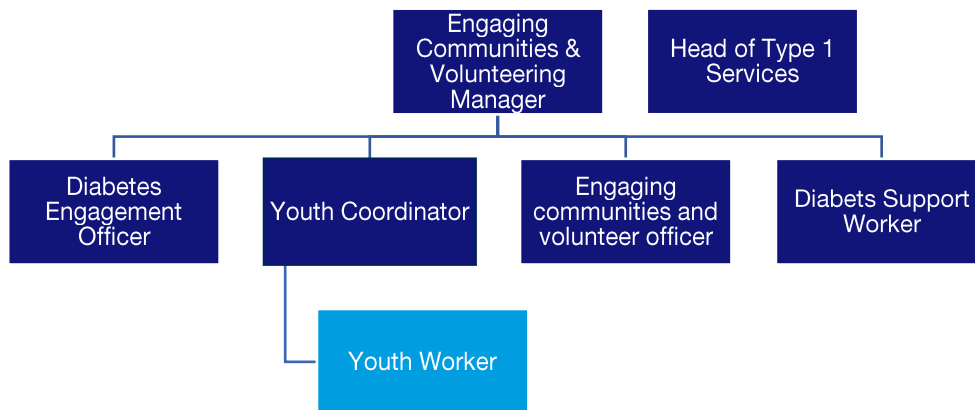 Engaging
Communities &
Volunteering
Manager
Head of Type 1
Services
Diabetes
Engagement
Officer
Youth Coordinator
Engaging
communities and
volunteer officer
Diabets Support
Worker
Youth Worker